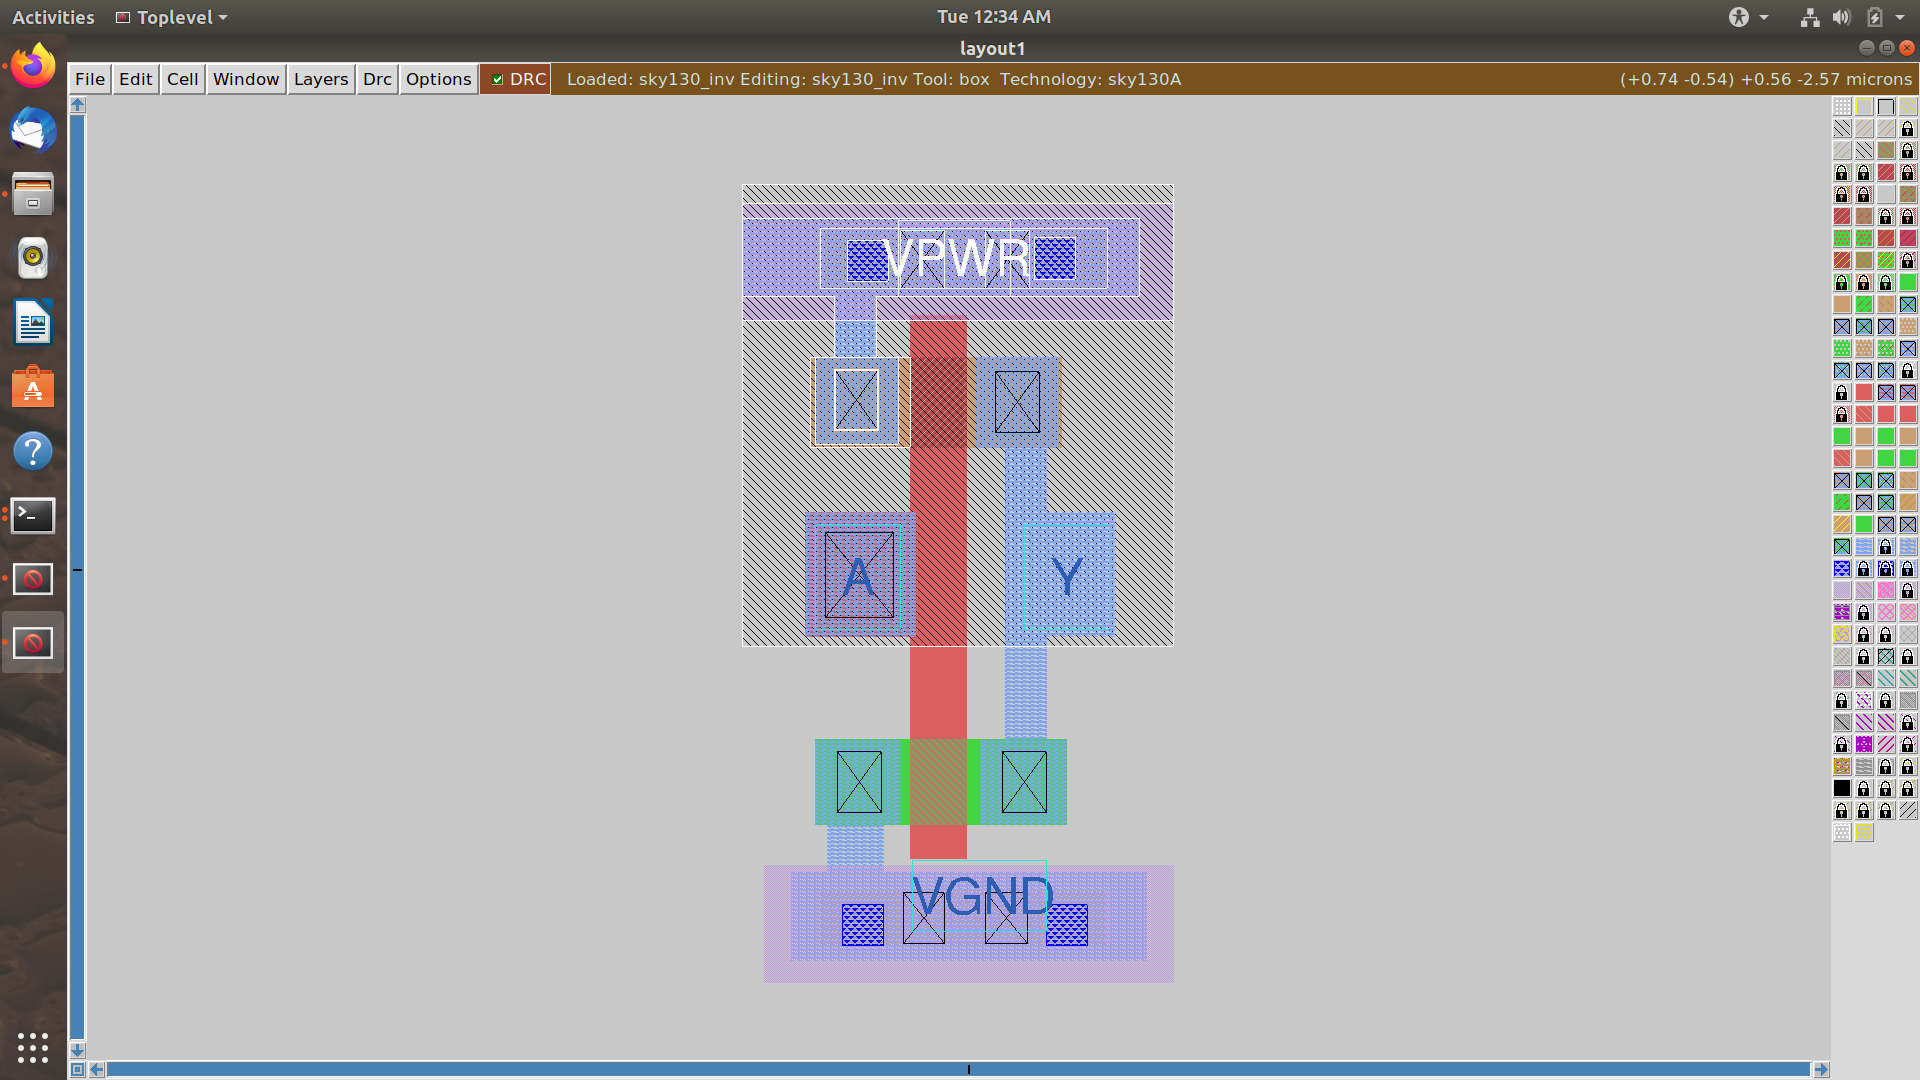 Activities Toplevel Tue 12:34 AM
layout1
File Edit Cell Window Layers Drc Options DRC Loaded: sky130_inv Editing: sky130_inv Tool: box Technology: sky130A (+0.74 -0.54) +0.56 -2.57 microns
VPWR
A Y
VGND